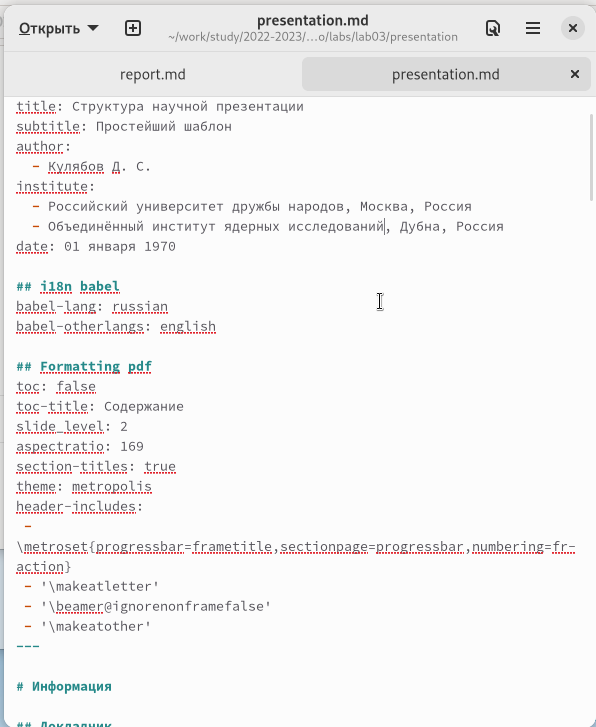 Открыть
presentation.md
~/work/study/2022-2023/…o/labs/lab03/presentation
report.md
presentation.md
title: Структура научной презентации
subtitle: Простейший шаблон
author:
- Кулябов Д. С.
institute:
- Российский университет дружбы народов, Москва, Россия
- Объединённый институт ядерных исследований, Дубна, Россия
date: 01 января 1970
## i18n babel
babel-lang: russian
babel-otherlangs: english
## Formatting pdf
toc: false
toc-title: Содержание
slide_level: 2
aspectratio: 169
section-titles: true
theme: metropolis
header-includes:
-
\metroset{progressbar=frametitle,sectionpage=progressbar,numbering=fr-
action}
- '\makeatletter'
- '\beamer@ignorenonframefalse'
- '\makeatother'
---
# Информация
## Докладчик